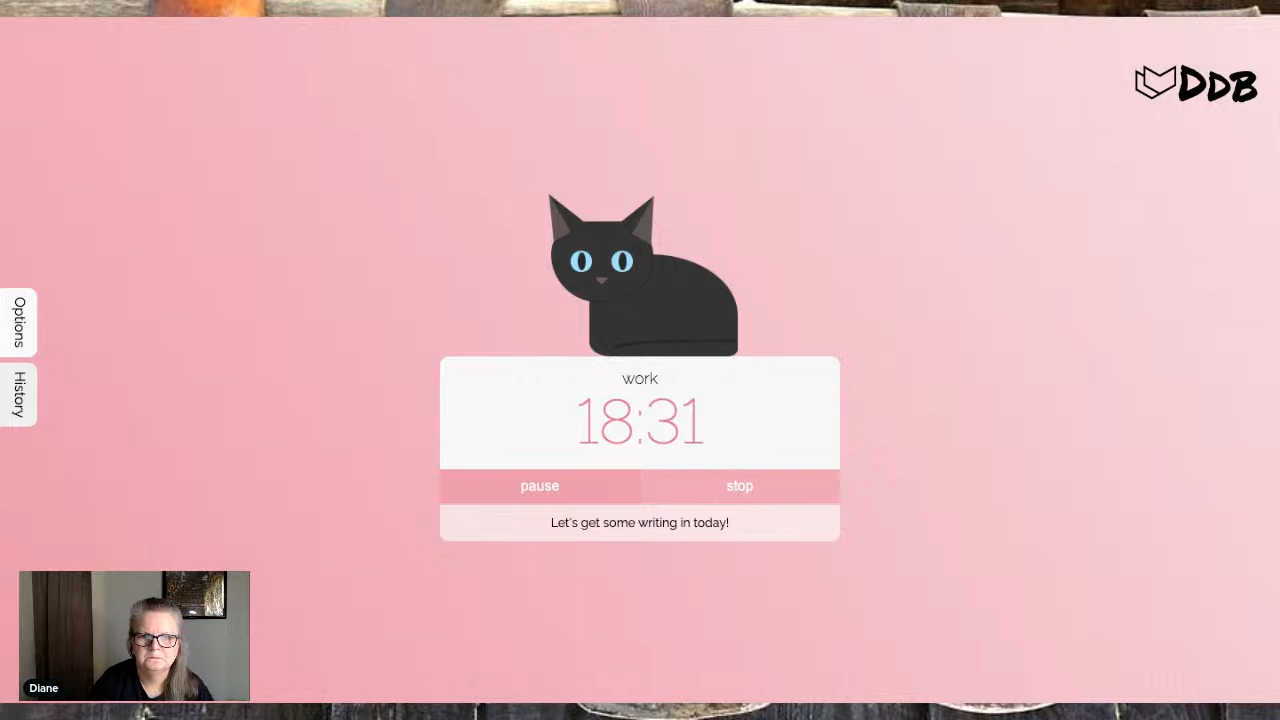 DDB
Options
History
work
18:31
pause
stop
Let's get some writing in today!
Diane